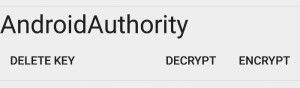 AndroidAuthority
DELETE KEY DECRYPT ENCRYPT